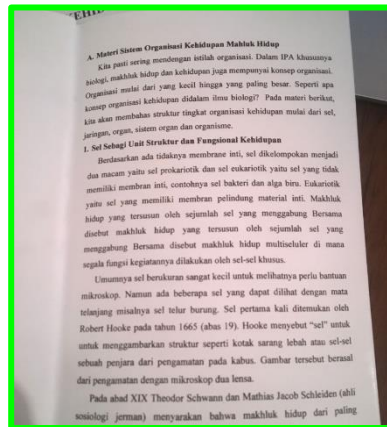 A. Materi Sistem Organisasi Kehidupan Mahluk Hidup
Kita pasti sering mendengan istilah organisasi. Dalam IPA khususnya
biologi, makhluk hidup dan kehidupan juga mempunyai konsep organisasi.
Organisasi mulai dari yang kecil hingga yang paling besar. Seperti apa
konsep organisasi kehidupan didalam ilmu biologi? Pada materi berikut,
kita akan membahas struktur tingkat organisasi kehidupan mulai dari sel,
jaringan, organ, sistem organ dan organisme.
1. Sel Sebagi Unit Struktur dan Fungsional Kehidupan
Berdasarkan ada tidaknya membrane inti, sel dikelompokan menjadi
dua macam yaitu sel prokariotik dan sel eukariotik yaitu sel yang tidak
memiliki membran inti, contohnya sel bakteri dan alga biru. Eukariotik
yaitu sel yang memiliki membran pelindung material inti. Makhluk
hidup yang tersusun oleh sejumlah sel yang menggabung Bersama
disebut makhluk hidup yang tersusun oleh sejumlah sel yang
menggabung Bersama disebut makhluk hidup multiseluler di mana
segala fungsi kegiatannya dilakukan oleh sel-sel khusus.
Umumnya sel berukuran sangat kecil untuk melihatnya perlu bantuan
mikroskop. Namun ada beberapa sel yang dapat dilihat dengan mata
telanjang misalnya sel telur burung. Sel pertama kali ditemukan oleh
Robert Hooke pada tahun 1665 (abas 19). Hooke menyebut "sel" untuk
untuk menggambarkan struktur seperti kotak sarang lebah atau sel-sel
sebuah penjara dari pengamatan pada kabus. Gambar tersebut berasal
dari pengamatan dengan mikroskop dua lensa.
Pada abad XIX Theodor Schwann dan Mathias Jacob Schleiden (ahli
sosiologi jerman) menyarakan bahwa makhluk hidup dari paling